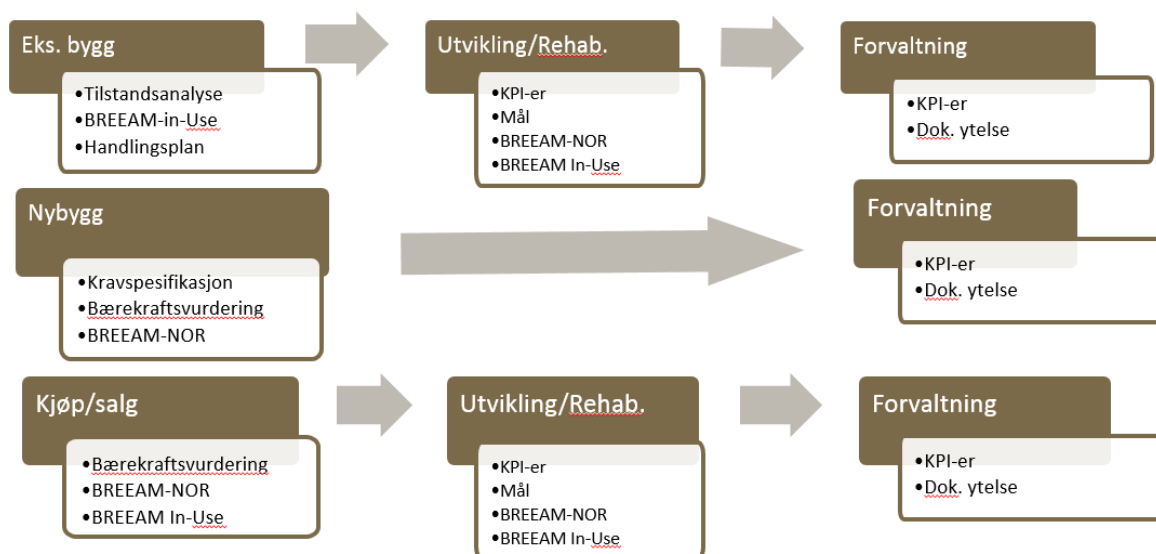 Eks. bygg
•Tilstandsanalyse
•BREEAM-in-Use
•Handlingsplan
Utvikling/Rehab.
•KPI-er
•Mål
•BREEAM-NOR
•BREEAM In-Use
Forvaltning
•KPI-er
•Dok. ytelse
Nybygg
•Kravspesifikasjon
•Bærekraftsvurdering
•BREEAM-NOR
Forvaltning
•KPI-er
•Dok. ytelse
Kjøp/salg
•Bærekraftsvurdering
•BREEAM-NOR
•BREEAM In-Use
Utvikling/Rehab.
•KPI-er
•Mål
•BREEAM-NOR
•BREEAM In-Use
Forvaltning
•KPI-er
•Dok. ytelse